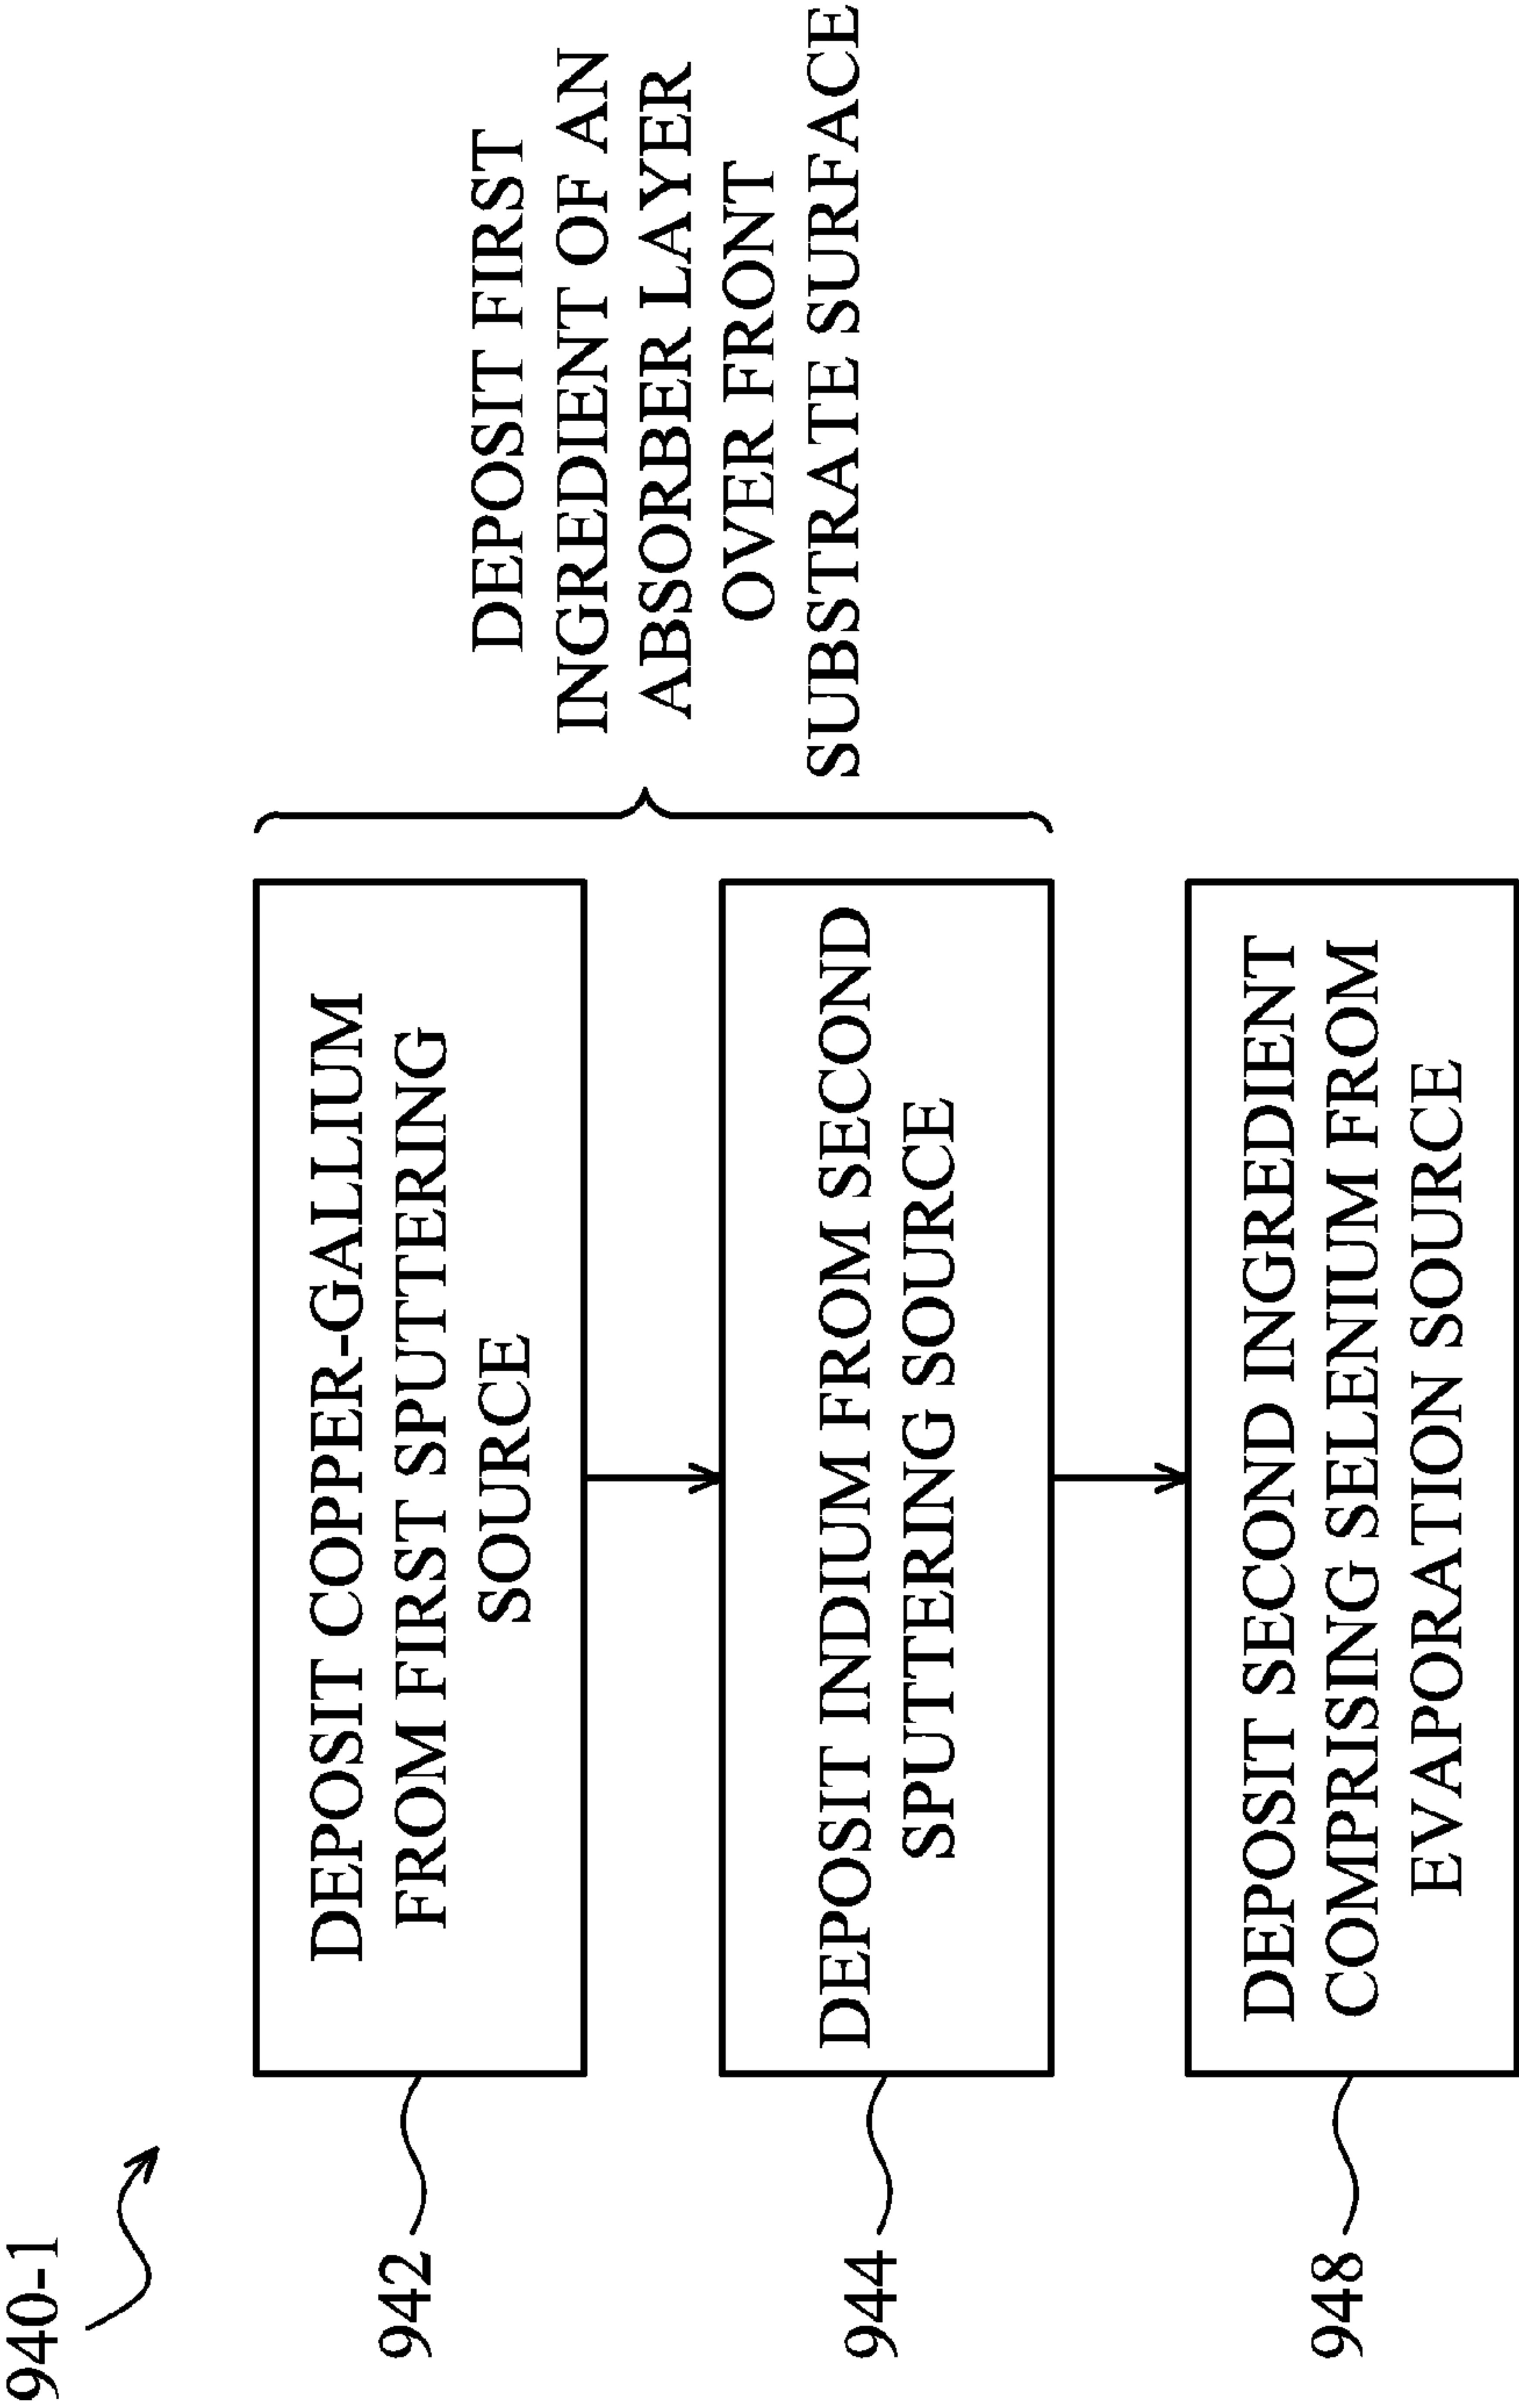 940-1
942
DEPOSIT COPPER-GALLIUM
FROM FIRST SPUTTERING
SOURCE
944
DEPOSIT INDIUM FROM SECOND
SPUTTERING SOURCE
948
DEPOSIT SECOND INGREDIENT
COMPRISING SELENIUM FROM
EVAPORATION SOURCE
DEPOSIT FIRST
INGREDIENT OF AN
ABSORBER LAYER
OVER FRONT
SUBSTRATE SURFACE